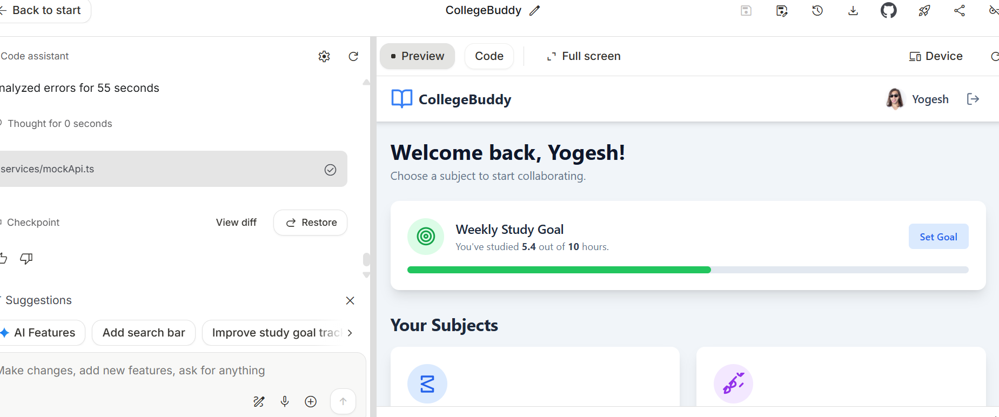 Back to start
CollegeBuddy
Code assistant
Preview
Code
Full screen
Device
nalyzed errors for 55 seconds
Thought for 0 seconds
services/mockApi.ts
Checkpoint
View diff
Restore
Suggestions
AI Features
Add search bar
Improve study goal trac
Make changes, add new features, ask for anything
CollegeBuddy
Yogesh
Welcome back, Yogesh!
Choose a subject to start collaborating.
Weekly Study Goal
You've studied 5.4 out of 10 hours.
Set Goal
Your Subjects